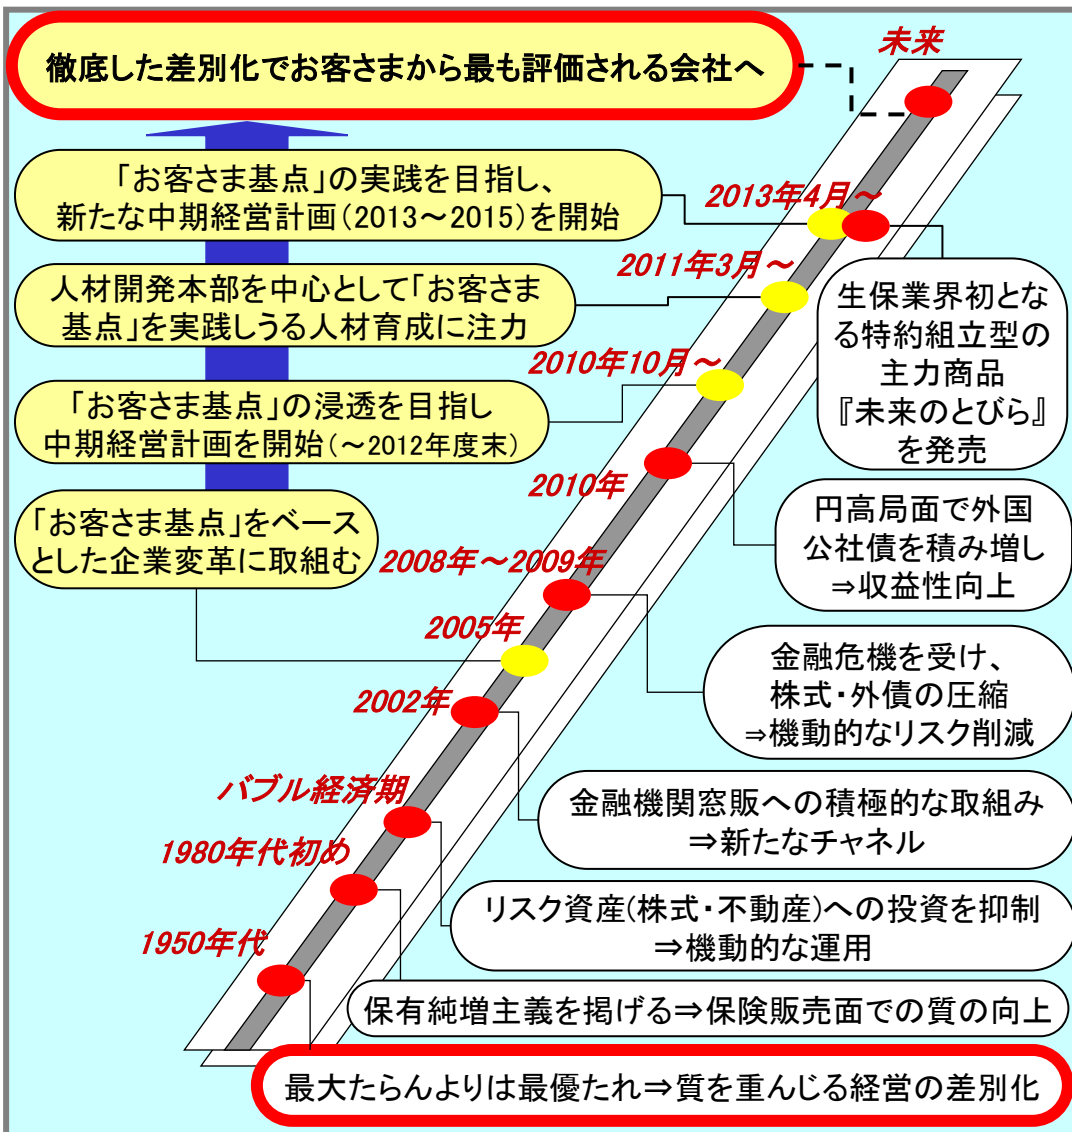 未来
徹底した差別化でお客さまから最も評価される会社へ
「お客さま基点」の実践を目指し、
新たな中期経営計画(2013～2015)を開始
2013年4月～
人材開発本部を中心として「お客さま
基点」を実践しうる人材育成に注力
2011年3月～
生保業界初とな
る特約組立型の
主力商品
『未来のとびら』
を発売
「お客さま基点」の浸透を目指し
中期経営計画を開始(～2012年度末)
2010年10月～
2010年
円高局面で外国
公社債を積み増し
⇒収益性向上
「お客さま基点」をベース
とした企業変革に取組む
2008年～2009年
金融危機を受け、
株式・外債の圧縮
⇒機動的なリスク削減
2005年
2002年
金融機関窓販への積極的な取組み
⇒新たなチャネル
バブル経済期
リスク資産(株式・不動産)への投資を抑制
⇒機動的な運用
1980年代初め
保有純増主義を掲げる⇒保険販売面での質の向上
1950年代
最大たらんよりは最優たれ⇒質を重んじる経営の差別化